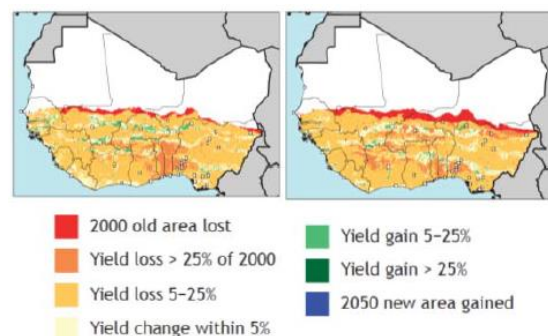 2000 old area lost
Yield loss > 25% of 2000
Yield loss 5–25%
Yield change within 5%
Yield gain 5–25%
Yield gain > 25%
2050 new area gained